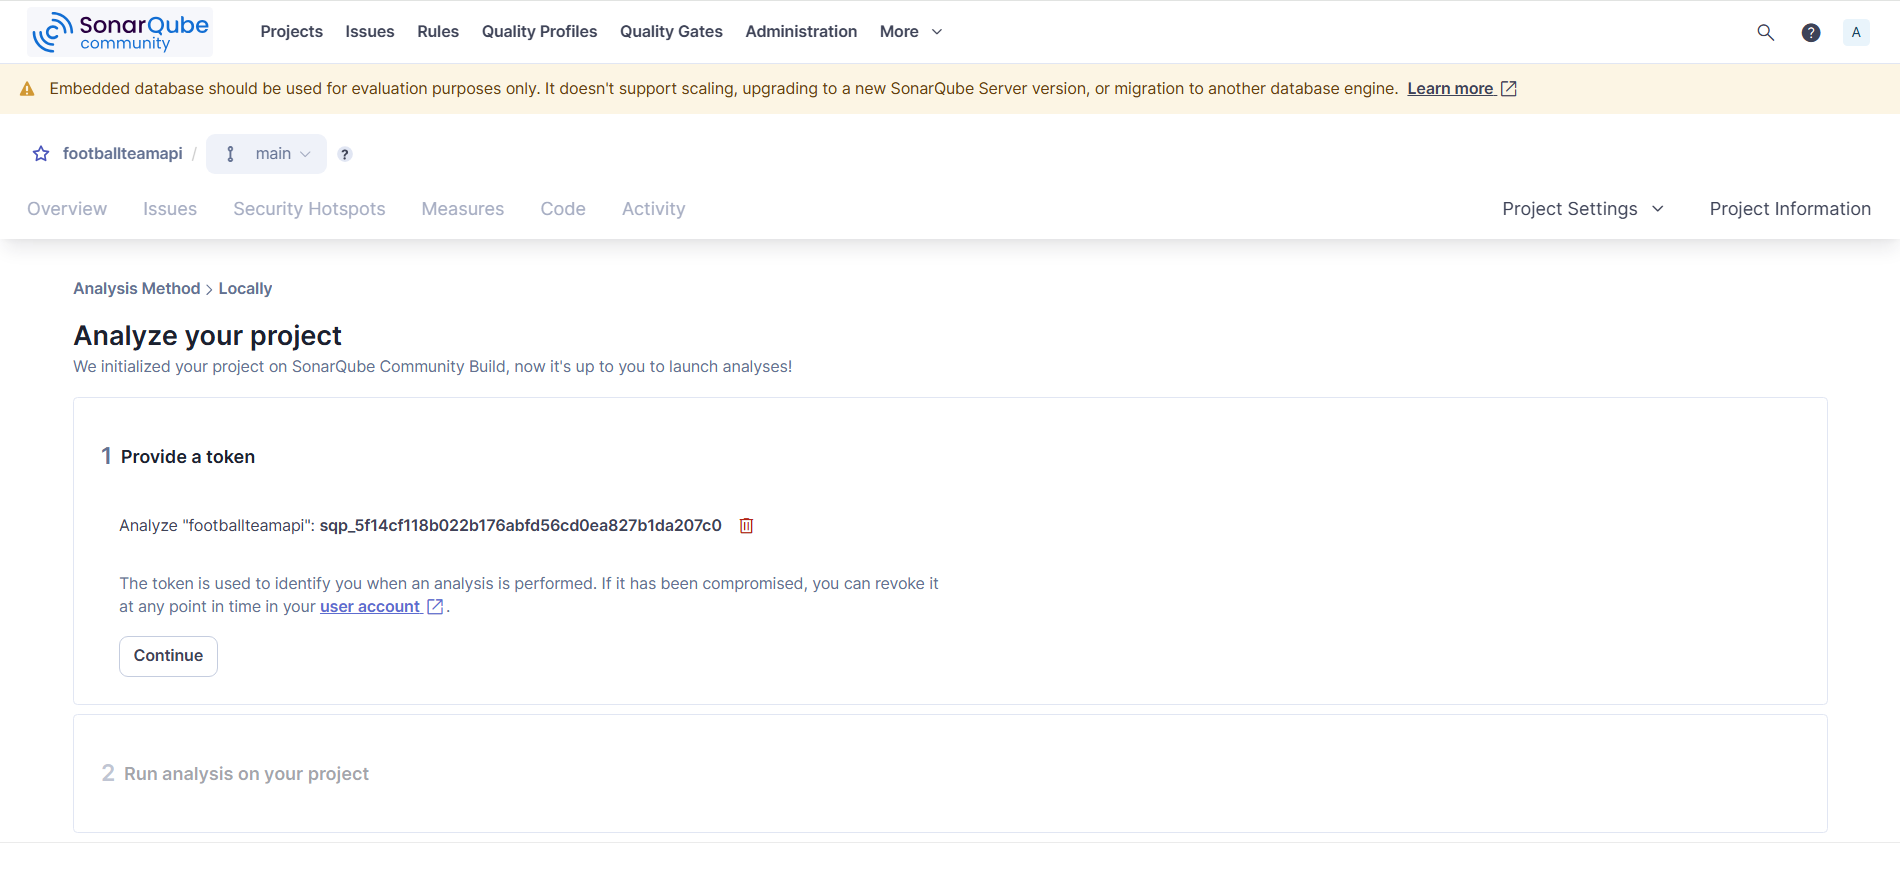 SonarQube
community
Projects Issues Rules Quality Profiles Quality Gates Administration More
? A
Embedded database should be used for evaluation purposes only. It doesn't support scaling, upgrading to a new SonarQube Server version, or migration to another database engine. Learn more
footballteamapi / main ?
Overview Issues Security Hotspots Measures Code Activity Project Settings Project Information
Analysis Method > Locally
Analyze your project
We initialized your project on SonarQube Community Build, now it's up to you to launch analyses!
1 Provide a token
Analyze "footballteamapi": sqp_5f14cf118b022b176abfd56cd0ea827b1da207c0
The token is used to identify you when an analysis is performed. If it has been compromised, you can revoke it
at any point in time in your user account .
Continue
2 Run analysis on your project